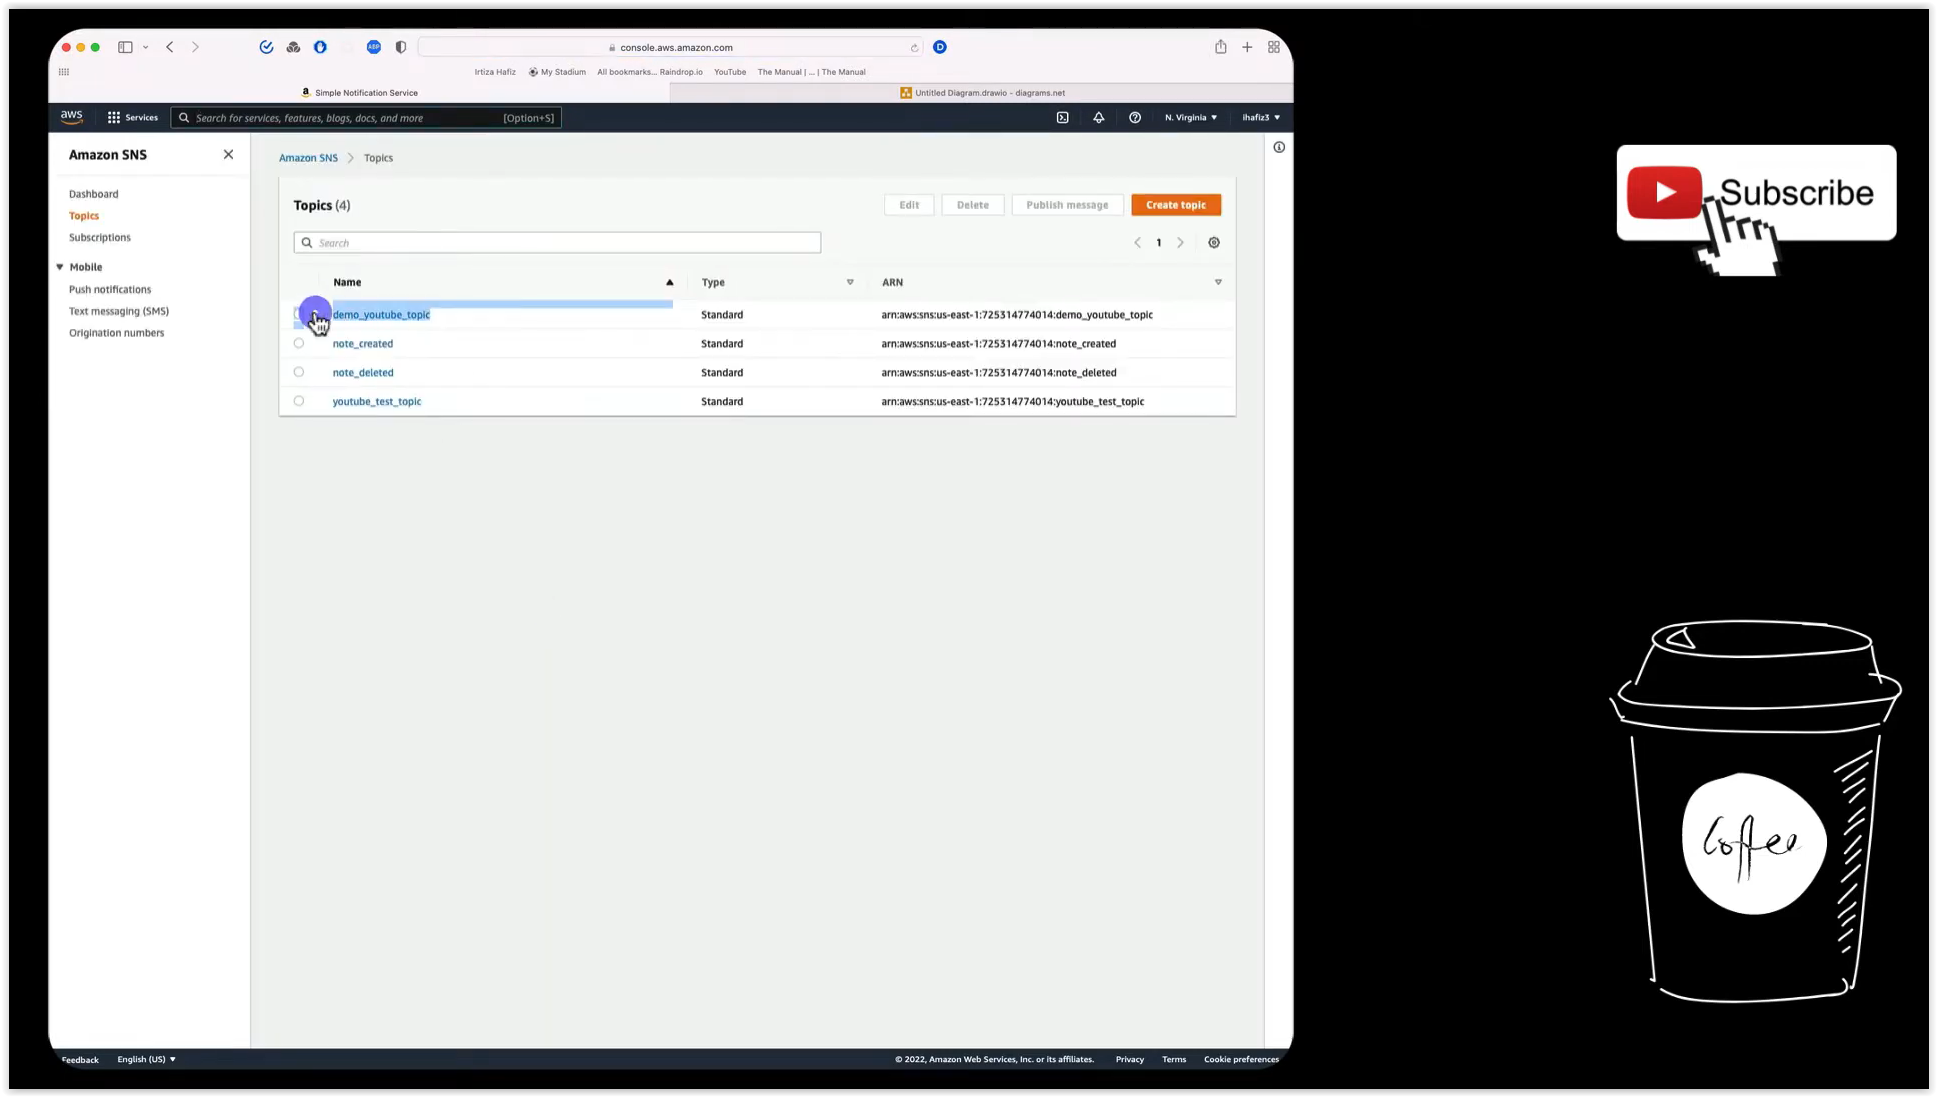 console.aws.amazon.com
ABP
D
Irtiza Hafiz
My Stadium
All bookmarks... Raindrop.io
YouTube
The Manual | ... | The Manual
a Simple Notification Service
Untitled Diagram.drawio - diagrams.net
aws
Services
Search for services, features, blogs, docs, and more
[Option+S]
N. Virginia
ihafiz3
Amazon SNS
Dashboard
Topics
Subscriptions
Mobile
Push notifications
Text messaging (SMS)
Origination numbers
Amazon SNS
Topics
Topics (4)
Edit
Delete
Publish message
Create topic
Search
1
Name
Type
ARN
demo_youtube_topic
Standard
arn:aws:sns:us-east-1:725314774014:demo_youtube_topic
note_created
Standard
arn:aws:sns:us-east-1:725314774014:note_created
note_deleted
Standard
arn:aws:sns:us-east-1:725314774014:note_deleted
youtube_test_topic
Standard
arn:aws:sns:us-east-1:725314774014:youtube_test_topic
Subscribe
Coffee
Feedback
English (US)
© 2022, Amazon Web Services, Inc. or its affiliates.
Privacy
Terms
Cookie preferences